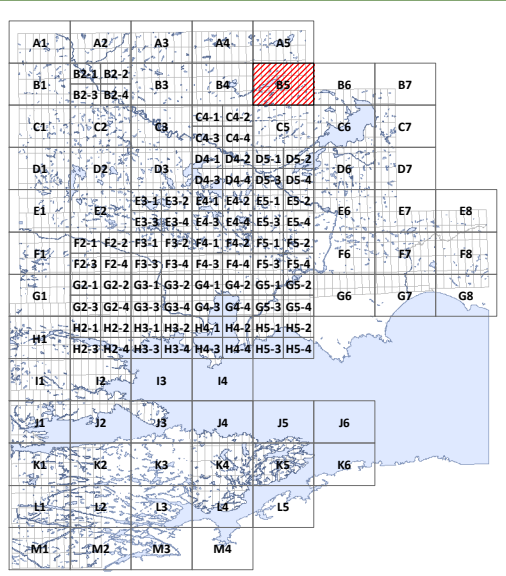 A1 A2 A3 A4 A5
B2-1 B2-2
B1 B3 B4 B5 B6 B7
B2-3 B2-4
C4-1 C4-2
C1 C2 C3 C5 C6 C7
C4-3 C4-4
D4-1 D4-2 D5-1 D5-2
D1 D2 D3 D6 D7
D4-3 D4-4 D5-3 D5-4
E3-1 E3-2 E4-1 E4-2 E5-1 E5-2
E1 E2 E6 E7 E8
E3-3 E3-4 E4-3 E4-4 E5-3 E5-4
F2-1 F2-2 F3-1 F3-2 F4-1 F4-2 F5-1 F5-2
F1 F6 F7 F8
F2-3 F2-4 F3-3 F3-4 F4-3 F4-4 F5-3 F5-4
G2-1 G2-2 G3-1 G3-2 G4-1 G4-2 G5-1 G5-2
G1 G6 G7 G8
G2-3 G2-4 G3-3 G3-4 G4-3 G4-4 G5-3 G5-4
H2-1 H2-2 H3-1 H3-2 H4-1 H4-2 H5-1 H5-2
H1
H2-3 H2-4 H3-3 H3-4 H4-3 H4-4 H5-3 H5-4
I1 I2 I3 I4
J1 J2 J3 J4 J5 J6
K1 K2 K3 K4 K5 K6
L1 L2 L3 L4 L5
M1 M2 M3 M4